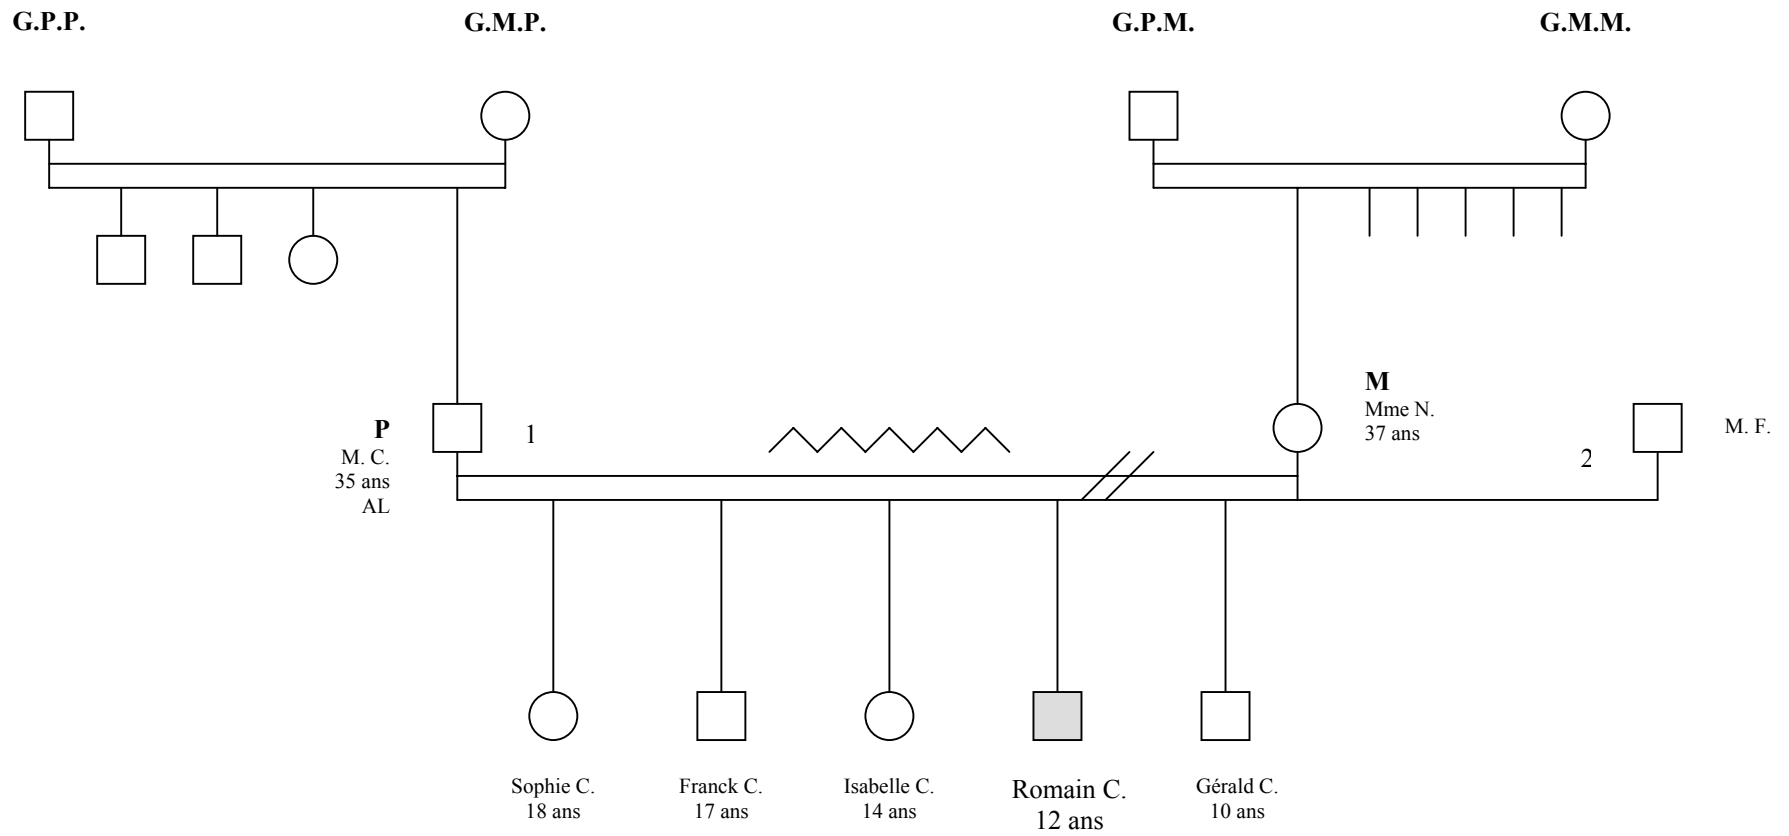 G.P.P.
G.M.P.
G.P.M.
G.M.M.
P
M. C.
35 ans
AL
1
M
Mme N.
37 ans
2
M. F.
Sophie C.
18 ans
Franck C.
17 ans
Isabelle C.
14 ans
Romain C.
12 ans
Gérald C.
10 ans